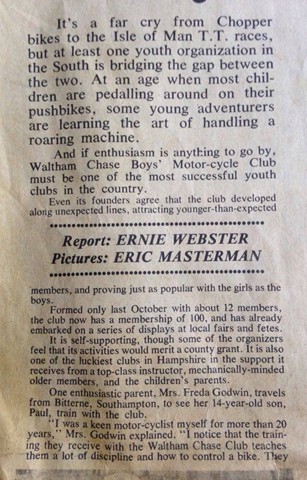 It's a far cry from Chopper
bikes to the Isle of Man T.T. races,
but at least one youth organization in
the South is bridging the gap between
the two. At an age when most chil-
dren are pedalling around on their
pushbikes, some young adventurers
are learning the art of handling a
roaring machine.
And if enthusiasm is anything to go by,
Waltham Chase Boys' Motor-cycle Club
must be one of the most successful youth
clubs in the country.
Even its founders agree that the club developed
along unexpected lines, attracting younger-than-expected
Report: ERNIE WEBSTER
Pictures: ERIC MASTERMAN
members, and proving just as popular with the girls as the
boys.
Formed only last October with about 12 members,
the club now has a membership of 100, and has already
embarked on a series of displays at local fairs and fetes.
It is self-supporting, though some of the organizers
feel that its activities would merit a county grant. It is also
one of the luckiest clubs in Hampshire in the support it
receives from a top-class instructor, mechanically-minded
older members, and the children's parents.
One enthusiastic parent, Mrs. Freda Godwin, travels
from Bitterne, Southampton, to see her 14-year-old son,
Paul, train with the club.
"I was a keen motor-cyclist myself for more than 20
years," Mrs. Godwin explained. "I notice that the train-
ing they receive with the Waltham Chase Club teaches
them a lot of discipline and how to control a bike. They